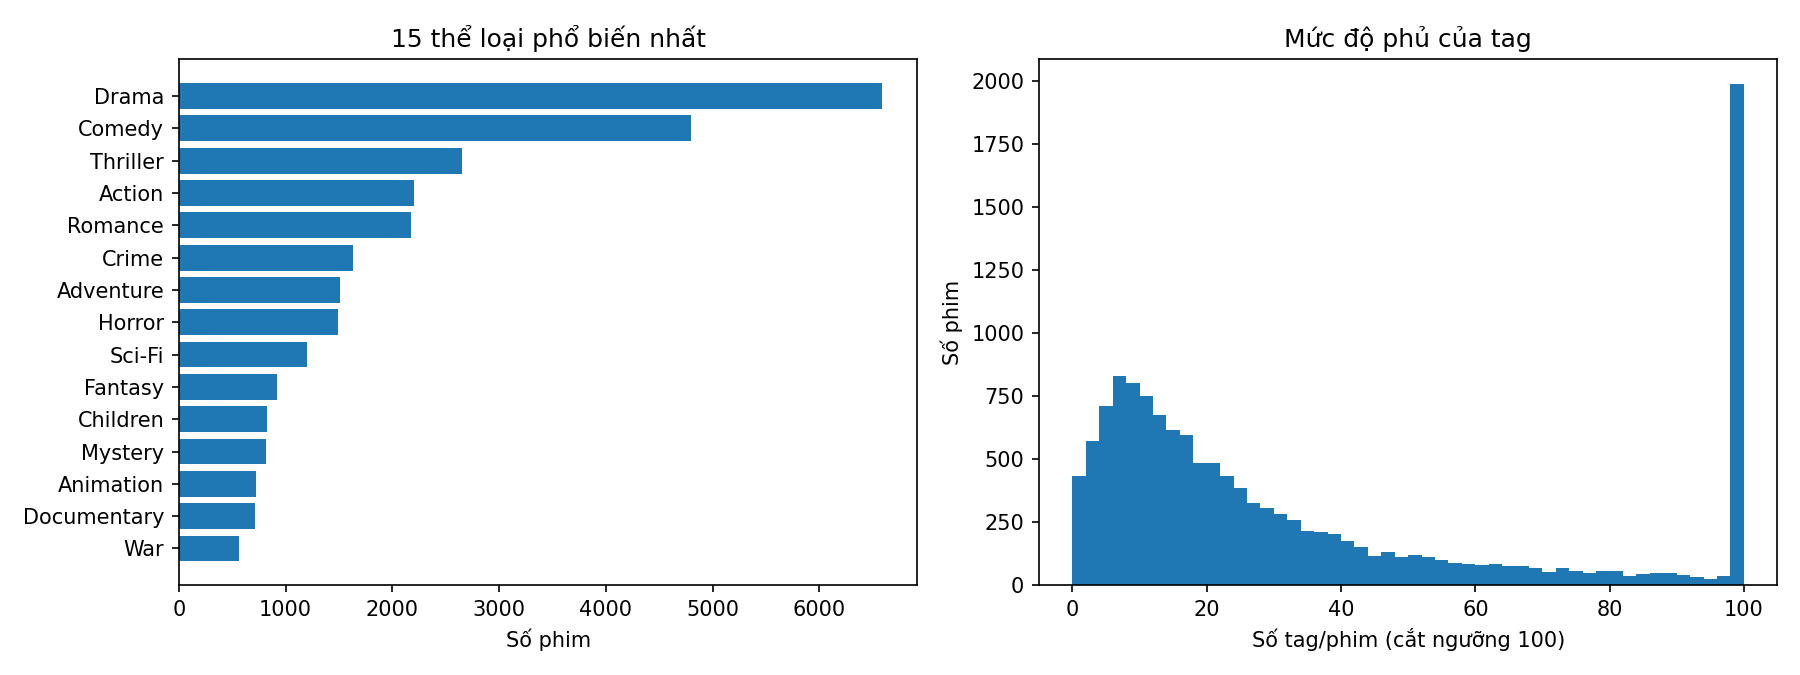 15 thể loại phổ biến nhất
Drama
Comedy
Thriller
Action
Romance
Crime
Adventure
Horror
Sci-Fi
Fantasy
Children
Mystery
Animation
Documentary
War
0 1000 2000 3000 4000 5000 6000
Số phim
Mức độ phủ của tag
2000
1750
1500
1250
1000
750
500
250
0
Số phim
0 20 40 60 80 100
Số tag/phim (cắt ngưỡng 100)